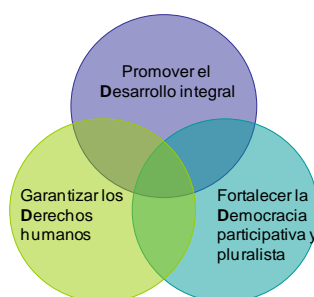 Promover el
Desarrollo integral
Garantizar los
Derechos
humanos
Fortalecer la
Democracia
participativa y
pluralista